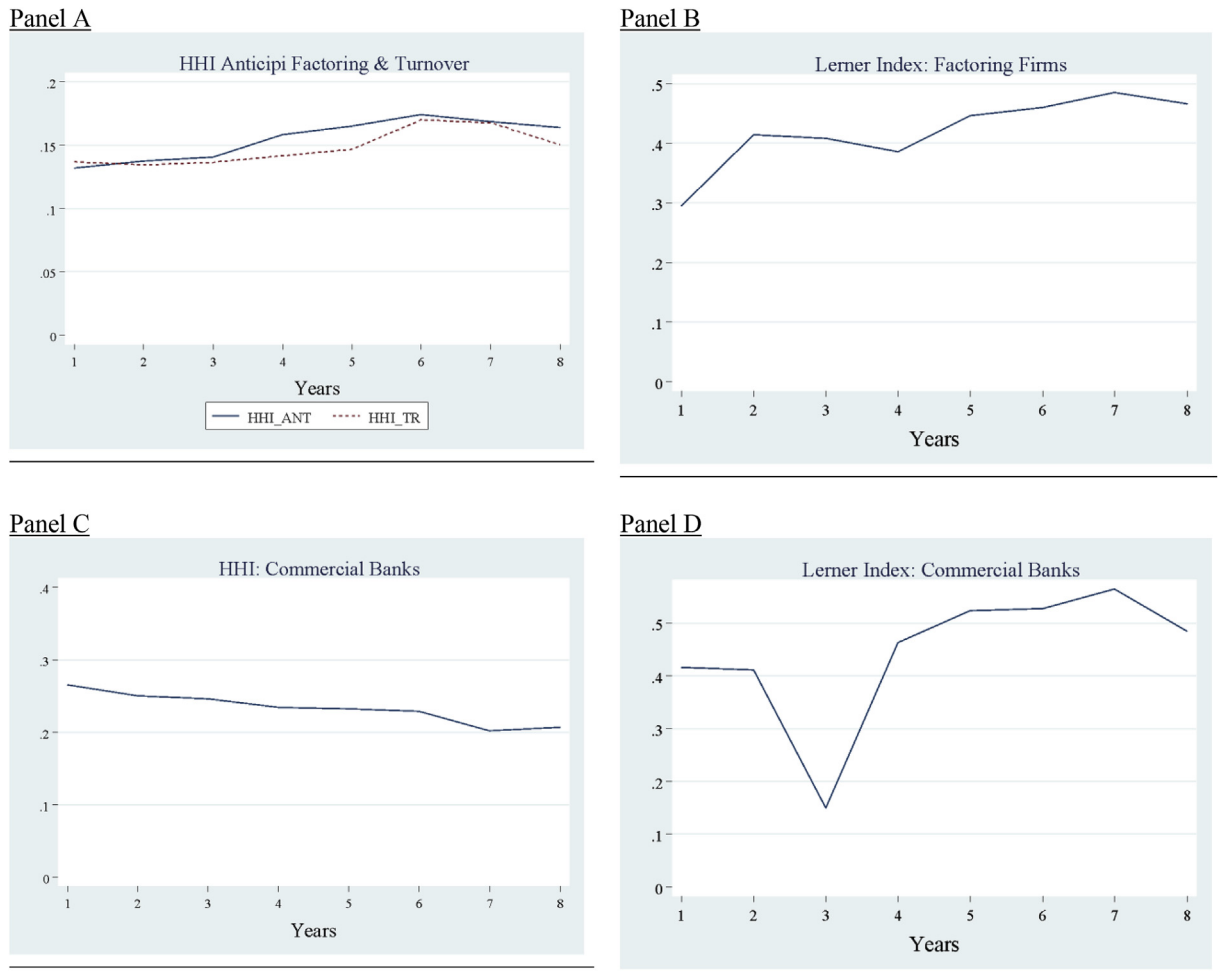 Panel A
HHI Anticipi Factoring & Turnover
.2
.15
.1
.05
0
1 2 3 4 5 6 7 8
Years
HHI_ANT HHI_TR
Panel B
Lerner Index: Factoring Firms
.5
.4
.3
.2
.1
0
1 2 3 4 5 6 7 8
Years
Panel C
HHI: Commercial Banks
.4
.3
.2
.1
0
1 2 3 4 5 6 7 8
Years
Panel D
Lerner Index: Commercial Banks
.5
.4
.3
.2
.1
0
1 2 3 4 5 6 7 8
Years